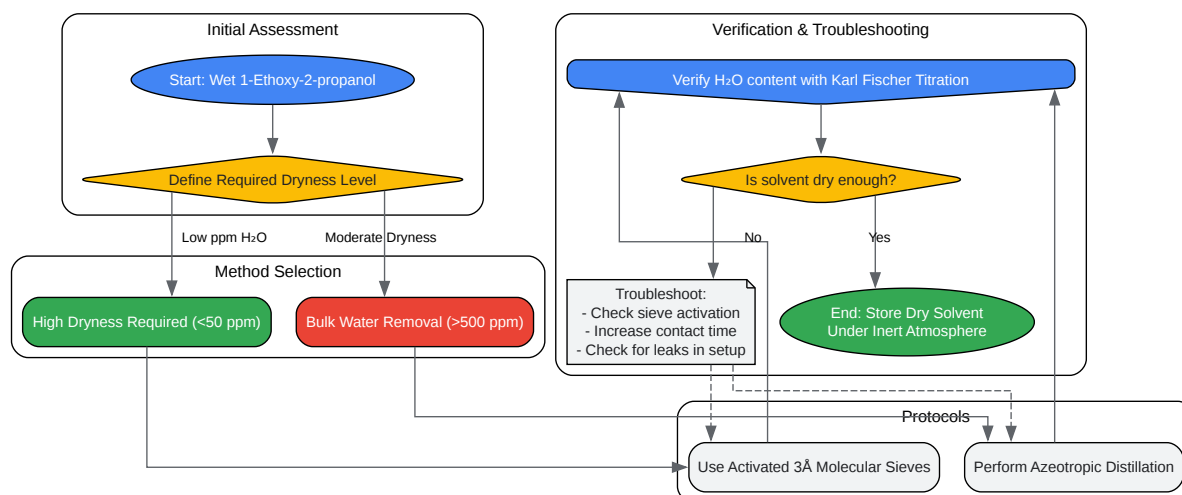 Initial Assessment
Start: Wet 1-Ethoxy-2-propanol
Define Required Dryness Level
Low ppm H₂O
Moderate Dryness
Method Selection
High Dryness Required (<50 ppm)
Bulk Water Removal (>500 ppm)
Verification & Troubleshooting
Verify H₂O content with Karl Fischer Titration
Is solvent dry enough?
No
Yes
Troubleshoot:
- Check sieve activation
- Increase contact time
- Check for leaks in setup
End: Store Dry Solvent
Under Inert Atmosphere
Protocols
Use Activated 3Å Molecular Sieves
Perform Azeotropic Distillation